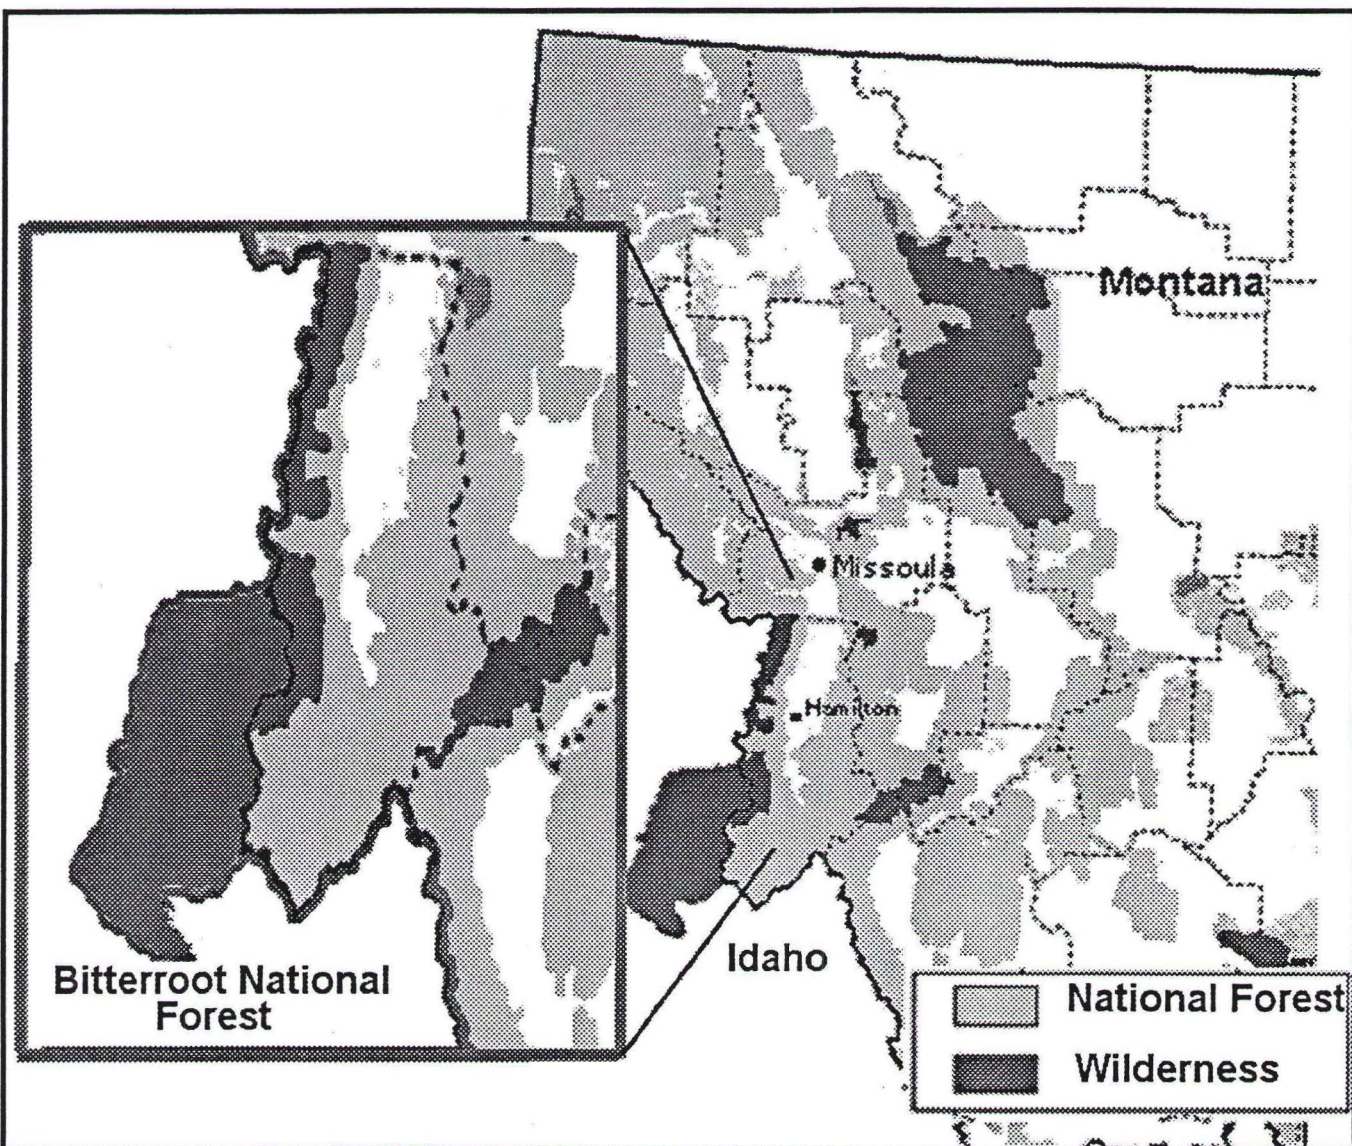 Montana
Missoula
Hamilton
Idaho
Bitterroot National
Forest
National Forest
Wilderness